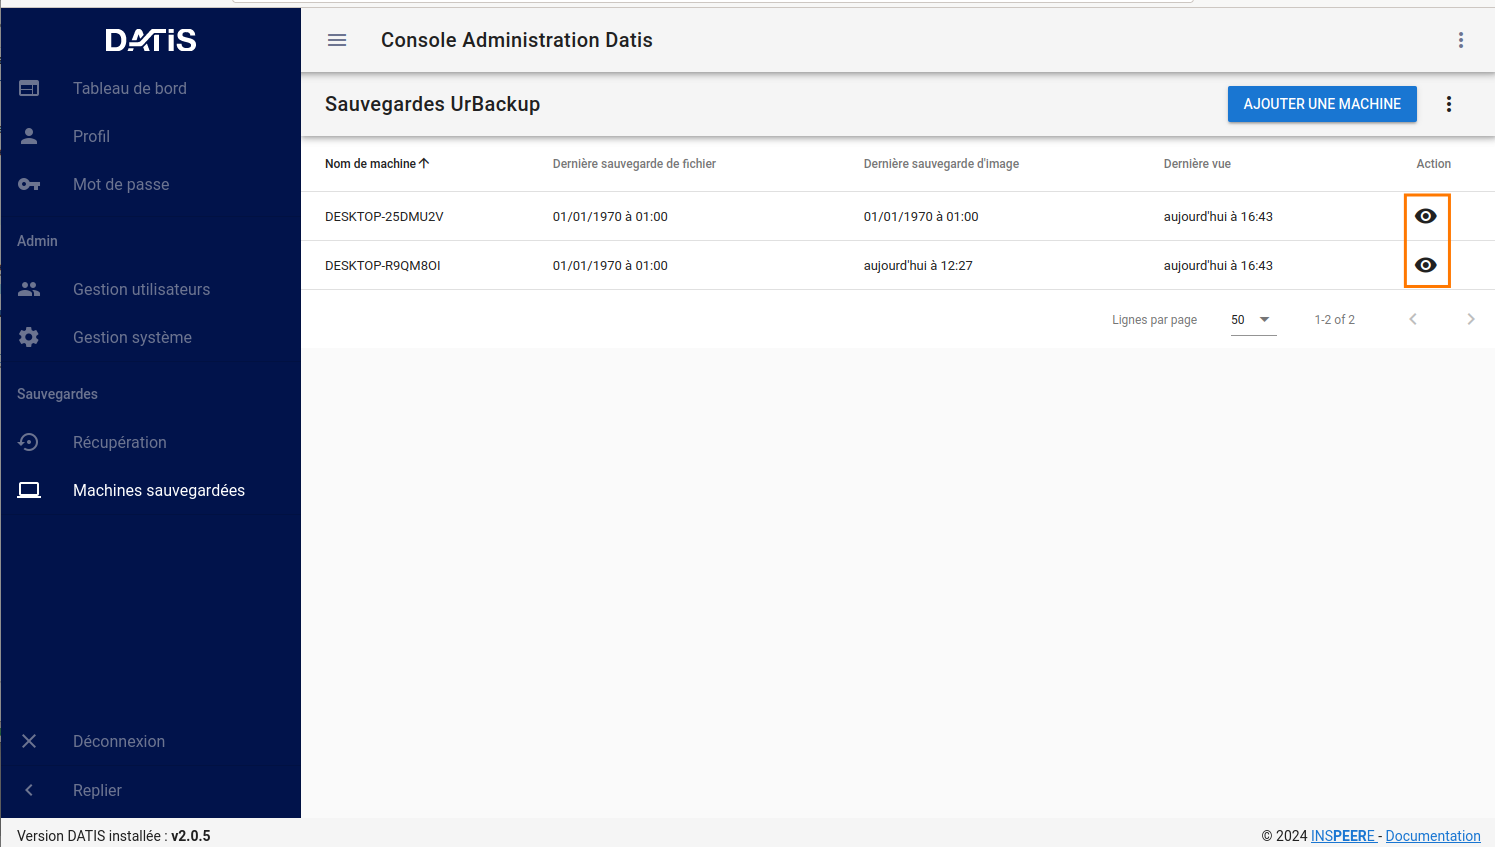 DATIS
Tableau de bord
Profil
Mot de passe
Admin
Gestion utilisateurs
Gestion système
Sauvegardes
Récupération
Machines sauvegardées
Déconnexion
Replier
Console Administration Datis
Sauvegardes UrBackup
AJOUTER UNE MACHINE
Nom de machine Dernière sauvegarde de fichier Dernière sauvegarde d'image Dernière vue Action
DESKTOP-25DMU2V 01/01/1970 à 01:00 01/01/1970 à 01:00 aujourd'hui à 16:43
DESKTOP-R9QM8OI 01/01/1970 à 01:00 aujourd'hui à 12:27 aujourd'hui à 16:43
Lignes par page 50 1-2 of 2
Version DATIS installée : v2.0.5
© 2024 INSPEERE - Documentation